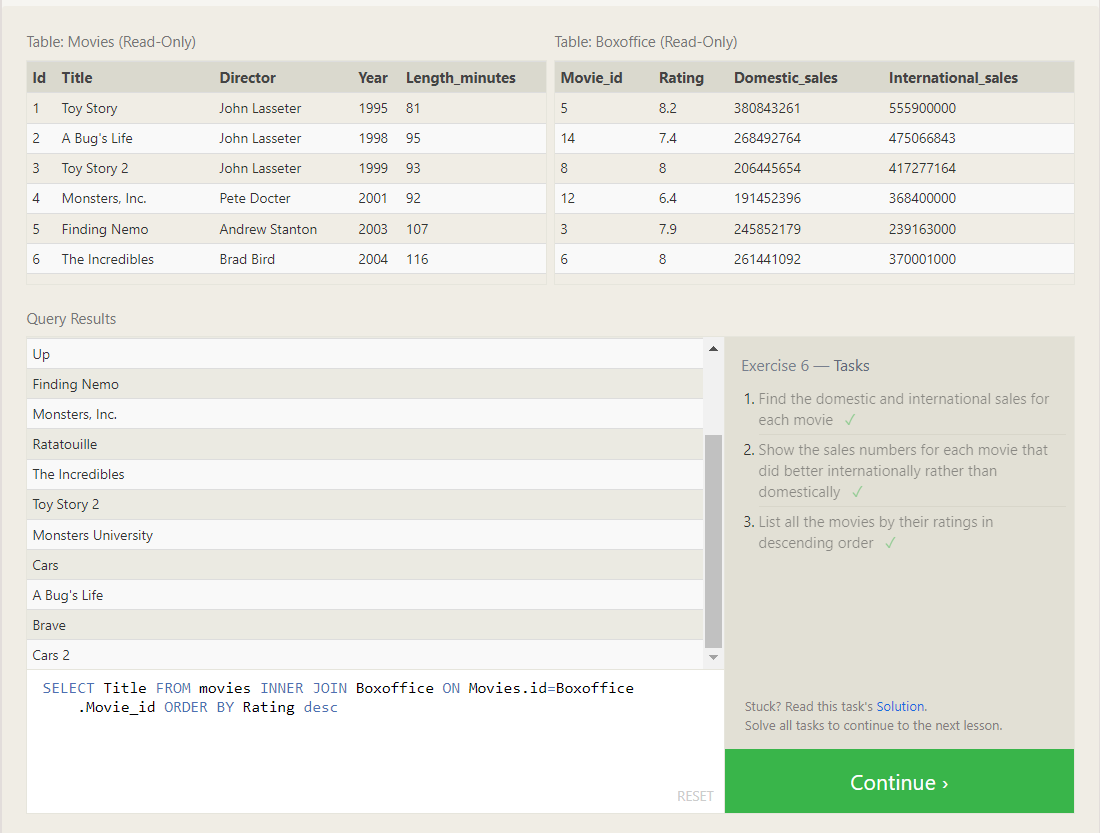 Table: Movies (Read-Only)
Id Title Director Year Length_minutes
1 Toy Story John Lasseter 1995 81
2 A Bug's Life John Lasseter 1998 95
3 Toy Story 2 John Lasseter 1999 93
4 Monsters, Inc. Pete Docter 2001 92
5 Finding Nemo Andrew Stanton 2003 107
6 The Incredibles Brad Bird 2004 116
Table: Boxoffice (Read-Only)
Movie_id Rating Domestic_sales International_sales
5 8.2 380843261 555900000
14 7.4 268492764 475066843
8 8 206445654 417277164
12 6.4 191452396 368400000
3 7.9 245852179 239163000
6 8 261441092 370001000
Query Results
Up
Finding Nemo
Monsters, Inc.
Ratatouille
The Incredibles
Toy Story 2
Monsters University
Cars
A Bug's Life
Brave
Cars 2
SELECT Title FROM movies INNER JOIN Boxoffice ON Movies.id=Boxoffice
.Movie_id ORDER BY Rating desc
RESET
Exercise 6 — Tasks
1. Find the domestic and international sales for
each movie ✓
2. Show the sales numbers for each movie that
did better internationally rather than
domestically ✓
3. List all the movies by their ratings in
descending order ✓
Stuck? Read this task's Solution.
Solve all tasks to continue to the next lesson.
Continue ›